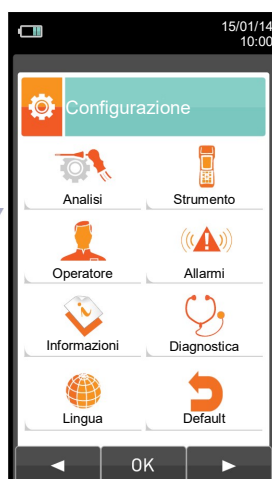 15/01/14
10:00
Configurazione
Analisi
Strumento
Operatore
Allarmi
Informazioni
Diagnostica
Lingua
Default
OK